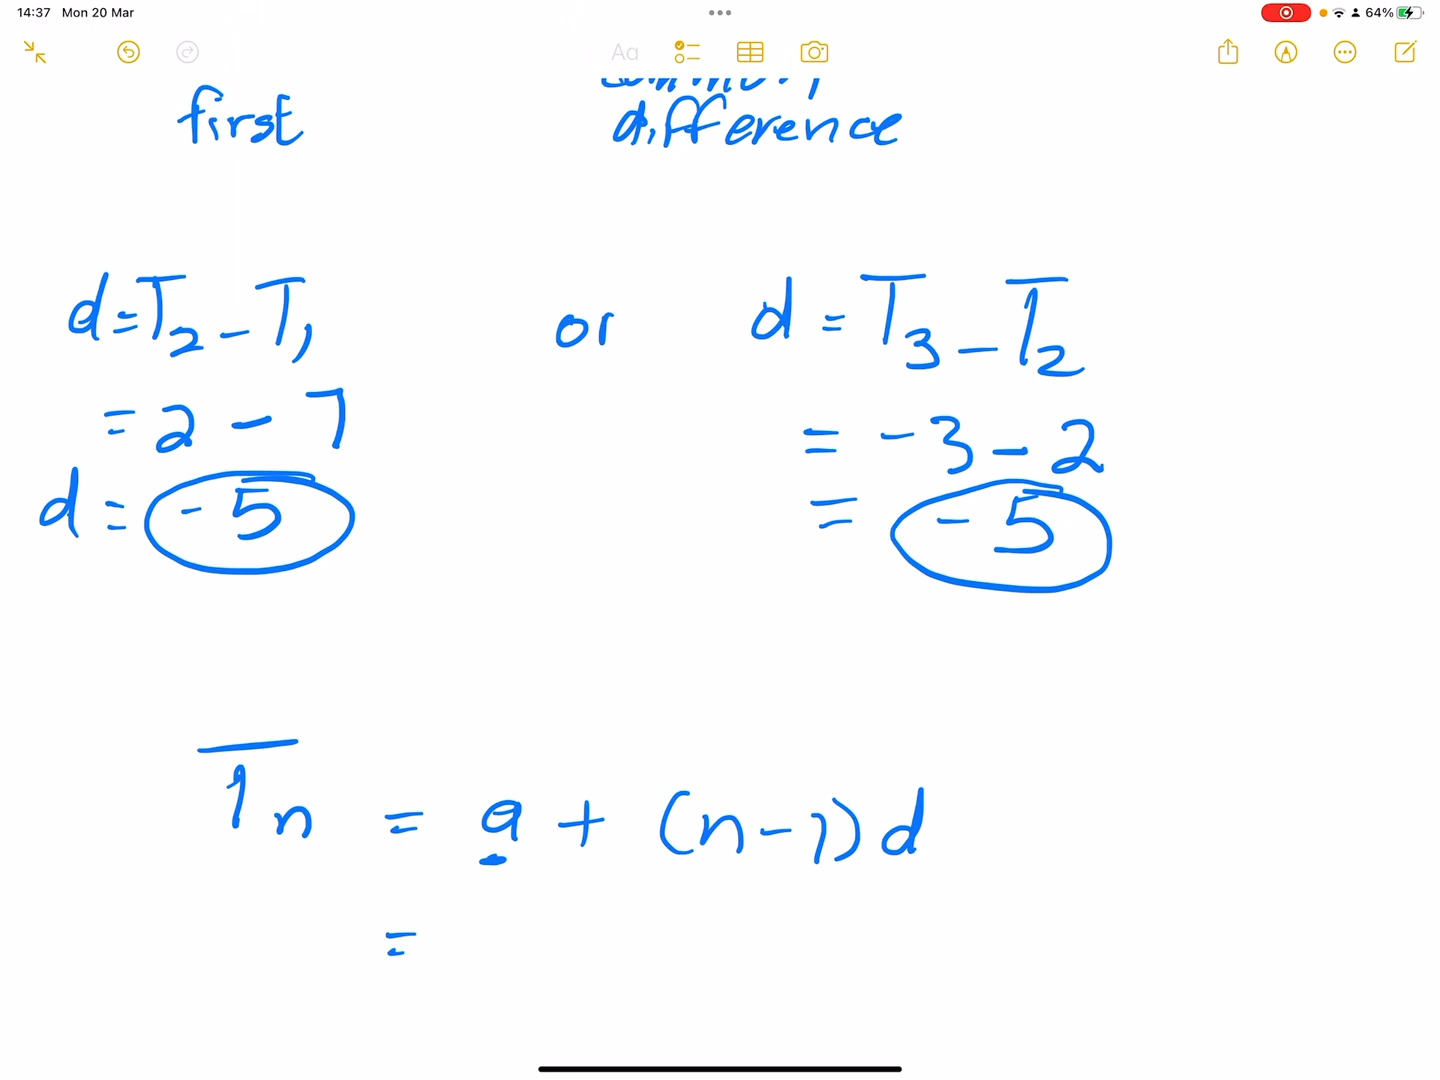 14:37 Mon 20 Mar
64%
Aa
first
difference
d=T₂-T₁ or d=T₃-T₂
=2-7
=-3-2
d=-5
=-5
Tn = a + (n-1)d
=